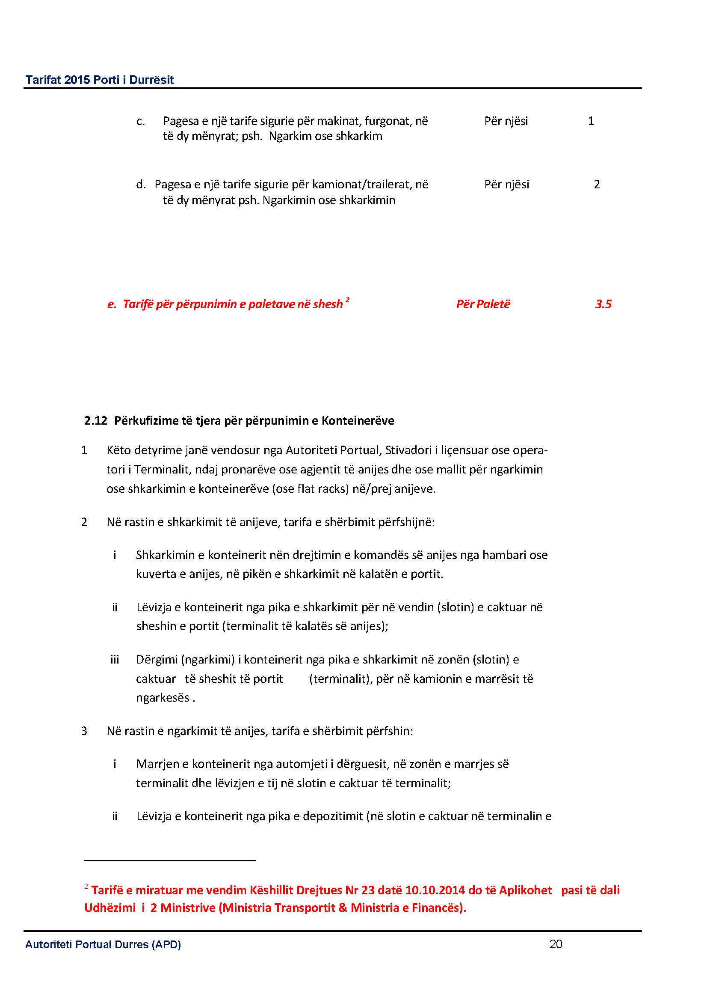 Tarifat 2015 Porti i Durrësit
c. Pagesa e një tarife sigurie për makinat, furgonat, në Për njësi 1
të dy mënyrat; psh. Ngarkim ose shkarkim
d. Pagesa e një tarife sigurie për kamionat/trailerat, në Për njësi 2
të dy mënyrat psh. Ngarkimin ose shkarkimin
e. Tarifë për përpunimin e paletave në shesh 2 Për Paletë 3.5
2.12 Përkufizime të tjera për përpunimin e Konteinerëve
1 Këto detyrime janë vendosur nga Autoriteti Portual, Stivadori i liçensuar ose opera-
tori i Terminalit, ndaj pronarëve ose agjentit të anijes dhe ose mallit për ngarkimin
ose shkarkimin e konteinerëve (ose flat racks) në/prej anijeve.
2 Në rastin e shkarkimit të anijeve, tarifa e shërbimit përfshijnë:
i Shkarkimin e konteinerit nën drejtimin e komandës së anijes nga hambari ose
kuverta e anijes, në pikën e shkarkimit në kalatën e portit.
ii Lëvizja e konteinerit nga pika e shkarkimit për në vendin (slotin) e caktuar në
sheshin e portit (terminalit të kalatës së anijes);
iii Dërgimi (ngarkimi) i konteinerit nga pika e shkarkimit në zonën (slotin) e
caktuar të sheshit të portit (terminalit), për në kamionin e marrësit të
ngarkesës .
3 Në rastin e ngarkimit të anijes, tarifa e shërbimit përfshin:
i Marrjen e konteinerit nga automjeti i dërguesit, në zonën e marrjes së
terminalit dhe lëvizjen e tij në slotin e caktuar të terminalit;
ii Lëvizja e konteinerit nga pika e depozitimit (në slotin e caktuar në terminalin e
2 Tarifë e miratuar me vendim Këshillit Drejtues Nr 23 datë 10.10.2014 do të Aplikohet pasi të dali
Udhëzimi i 2 Ministrive (Ministria Transportit & Ministria e Financës).
Autoriteti Portual Durres (APD) 20